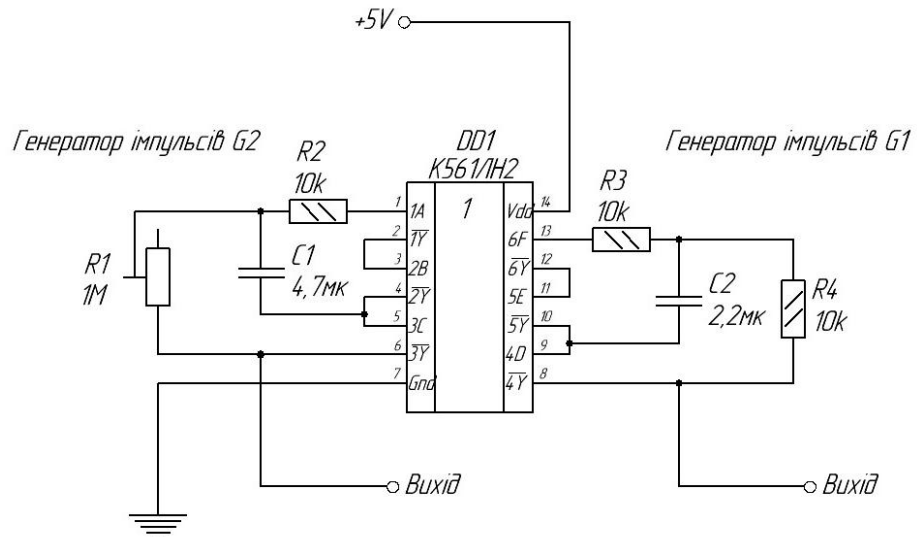 +5V
Генератор імпульсів G2
DD1
Генератор імпульсів G1
К561ЛН2
R2
10k
R3
10k
1
1 1A
2 1Y
3 2B
4 2Y
5 3C
6 3Y
7 Gnd
Vdd 14
6F 13
6Y 12
5E 11
5Y 10
4D 9
4Y 8
R1
1M
C1
4,7мк
C2
2,2мк
R4
10k
Вихід
Вихід